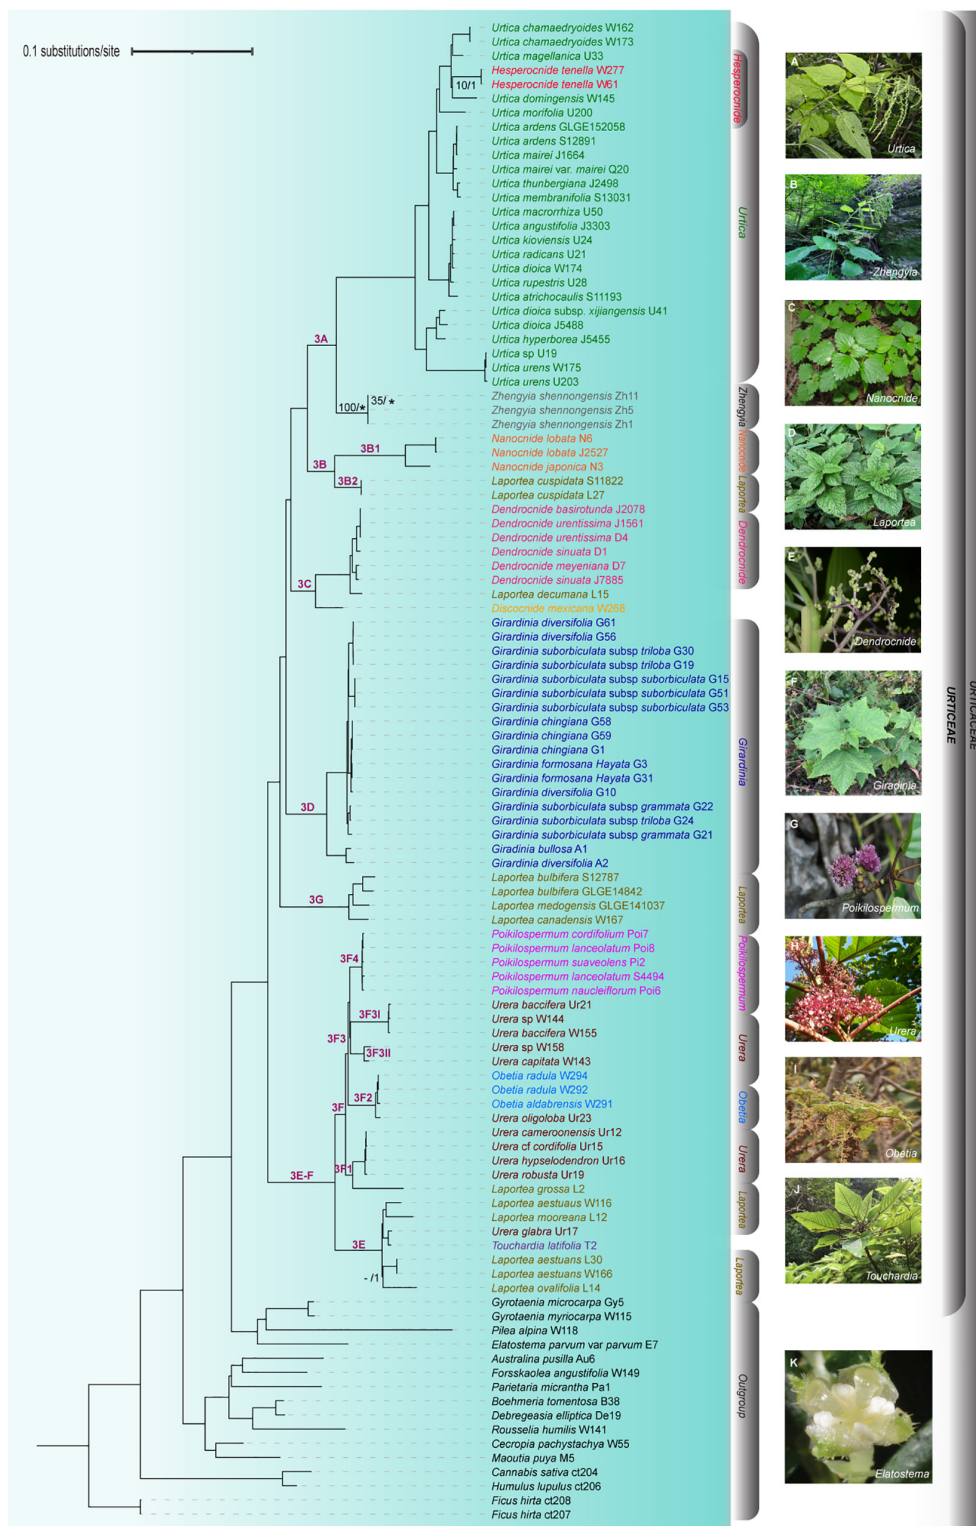 0.1 substitutions/site
Urtica chamaedryoides W162
Urtica chamaedryoides W173
Urtica magellanica U33
Hesperocnide tenella W277
Hesperocnide tenella W61
10/1
Urtica domingensis W145
Urtica morifolia U200
Urtica ardens GLGE152058
Urtica ardens S12891
Urtica mairei J1664
Urtica mairei var. mairei Q20
Urtica thunbergiana J2498
Urtica membranifolia S13031
Urtica macrorrhiza U50
Urtica angustifolia J3303
Urtica kioviensis U24
Urtica radicans U21
Urtica dioica W174
Urtica rupestris U28
Urtica atrichocaulis S11193
Urtica dioica subsp. xijiangensis U41
Urtica dioica J5488
Urtica hyperborea J5455
Urtica sp U19
Urtica urens W175
Urtica urens U203
3A
Zhengyia shennongensis Zh11
Zhengyia shennongensis Zh5
Zhengyia shennongensis Zh1
100/*
35/*
Nanocnide lobata N6
Nanocnide lobata J2527
Nanocnide japonica N3
3B1
3B
3B2
Laportea cuspidata S11822
Laportea cuspidata L27
Dendrocnide basirotunda J2078
Dendrocnide urentissima J1561
Dendrocnide urentissima D4
Dendrocnide sinuata D1
Dendrocnide meyeniana D7
Dendrocnide sinuata J7885
3C
Laportea decumana L15
Discocnide mexicana W268
Girardinia diversifolia G61
Girardinia diversifolia G56
Girardinia suborbiculata subsp triloba G30
Girardinia suborbiculata subsp triloba G19
Girardinia suborbiculata subsp suborbiculata G15
Girardinia suborbiculata subsp suborbiculata G51
Girardinia suborbiculata subsp suborbiculata G53
Girardinia chingiana G58
Girardinia chingiana G59
Girardinia chingiana G1
Girardinia formosana Hayata G3
Girardinia formosana Hayata G31
Girardinia diversifolia G10
3D
Girardinia suborbiculata subsp grammata G22
Girardinia suborbiculata subsp triloba G24
Girardinia suborbiculata subsp grammata G21
Giradinia bullosa A1
Girardinia diversifolia A2
Laportea bulbifera S12787
Laportea bulbifera GLGE14842
3G
Laportea medogensis GLGE141037
Laportea canadensis W167
Poikilospermum cordifolium Poi7
Poikilospermum lanceolatum Poi8
3F4
Poikilospermum suaveolens Pi2
Poikilospermum lanceolatum S4494
Poikilospermum naucleiflorum Poi6
Urera baccifera Ur21
3F3I
Urera sp W144
Urera baccifera W155
3F3
Urera sp W158
3F3II
Urera capitata W143
Obetia radula W294
Obetia radula W292
3F2
Obetia aldabrensis W291
3F
Urera oligoloba Ur23
Urera cameroonensis Ur12
Urera cf cordifolia Ur15
Urera hypselodendron Ur16
3F1
Urera robusta Ur19
3E-F
Laportea grossa L2
Laportea aestuaus W116
Laportea mooreana L12
Urera glabra Ur17
3E
Touchardia latifolia T2
Laportea aestuans L30
Laportea aestuans W166
- /1
Laportea ovalifolia L14
Gyrotaenia microcarpa Gy5
Gyrotaenia myriocarpa W115
Pilea alpina W118
Elatostema parvum var parvum E7
Australina pusilla Au6
Forsskaolea angustifolia W149
Parietaria micrantha Pa1
Boehmeria tomentosa B38
Debregeasia elliptica De19
Rousselia humilis W141
Cecropia pachystachya W55
Maoutia puya M5
Cannabis sativa ct204
Humulus lupulus ct206
Ficus hirta ct208
Ficus hirta ct207
Hesperocnide
Urtica
Zhengyia
Nanocnide
Laportea
Dendrocnide
Girardinia
Laportea
Poikilospermum
Urera
Obetia
Urera
Laportea
Laportea
Outgroup
A
Urtica
B
Zhengyia
C
Nanocnide
D
Laportea
E
Dendrocnide
F
Giradinia
G
Poikilospermum
H
Urera
I
Obetia
J
Touchardia
K
Elatostema
URTICEAE
URTICACEAE